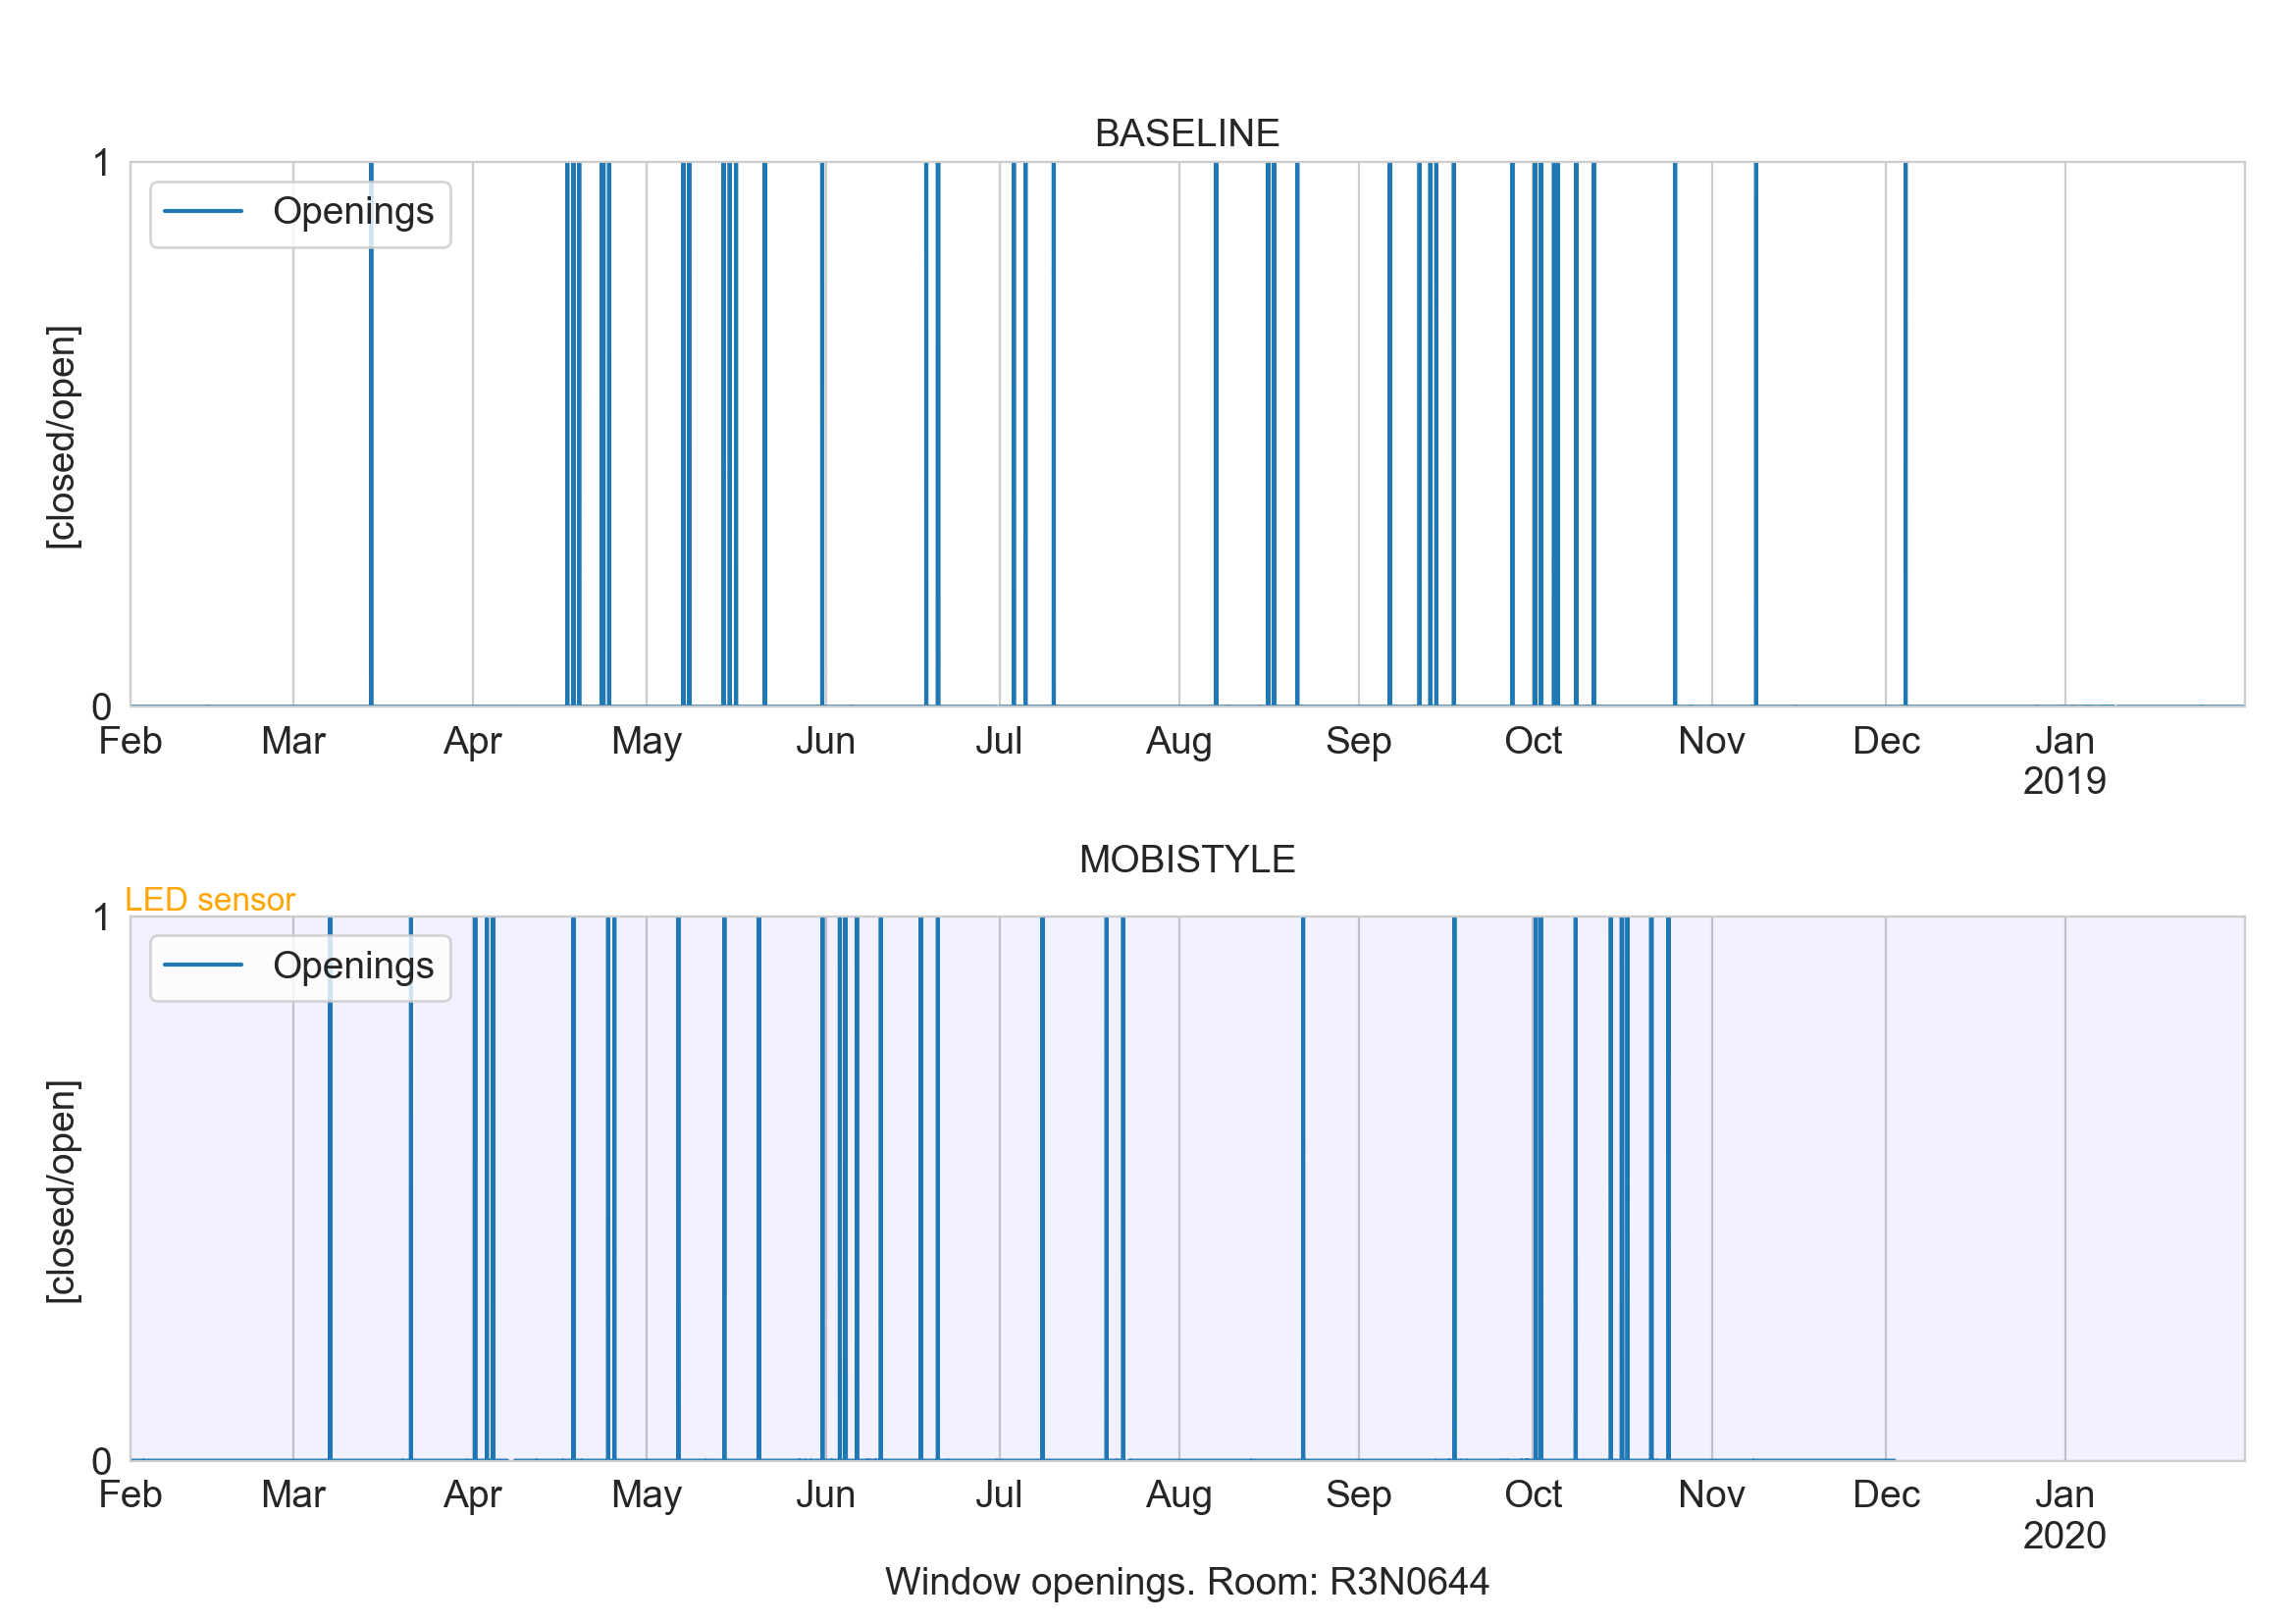 BASELINE
1
Openings
[closed/open]
0
Feb Mar Apr May Jun Jul Aug Sep Oct Nov Dec Jan
2019
MOBISTYLE
LED sensor
1
Openings
[closed/open]
0
Feb Mar Apr May Jun Jul Aug Sep Oct Nov Dec Jan
2020
Window openings. Room: R3N0644